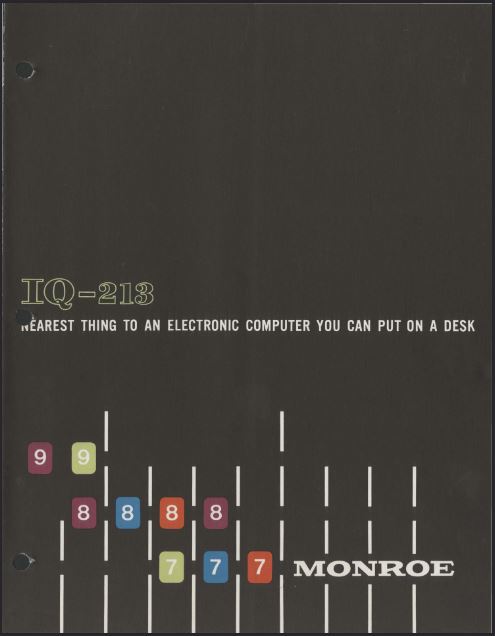 IQ-213
NEAREST THING TO AN ELECTRONIC COMPUTER YOU CAN PUT ON A DESK
9 9
8 8 8 8
7 7 7
MONROE